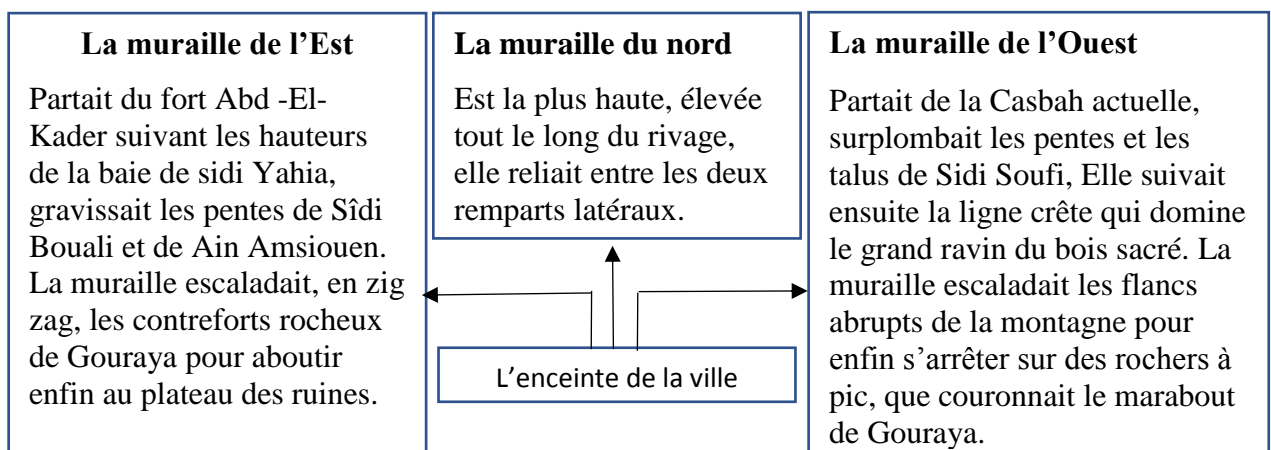 La muraille de l’Est
Partait du fort Abd -El-
Kader suivant les hauteurs
de la baie de sidi Yahia,
gravissait les pentes de Sîdi
Bouali et de Ain Amsiouen.
La muraille escaladait, en zig
zag, les contreforts rocheux
de Gouraya pour aboutir
enfin au plateau des ruines.
La muraille du nord
Est la plus haute, élevée
tout le long du rivage,
elle reliait entre les deux
remparts latéraux.
La muraille de l’Ouest
Partait de la Casbah actuelle,
surplombait les pentes et les
talus de Sidi Soufi, Elle suivait
ensuite la ligne crête qui domine
le grand ravin du bois sacré. La
muraille escaladait les flancs
abrupts de la montagne pour
enfin s’arrêter sur des rochers à
pic, que couronnait le marabout
de Gouraya.
L’enceinte de la ville